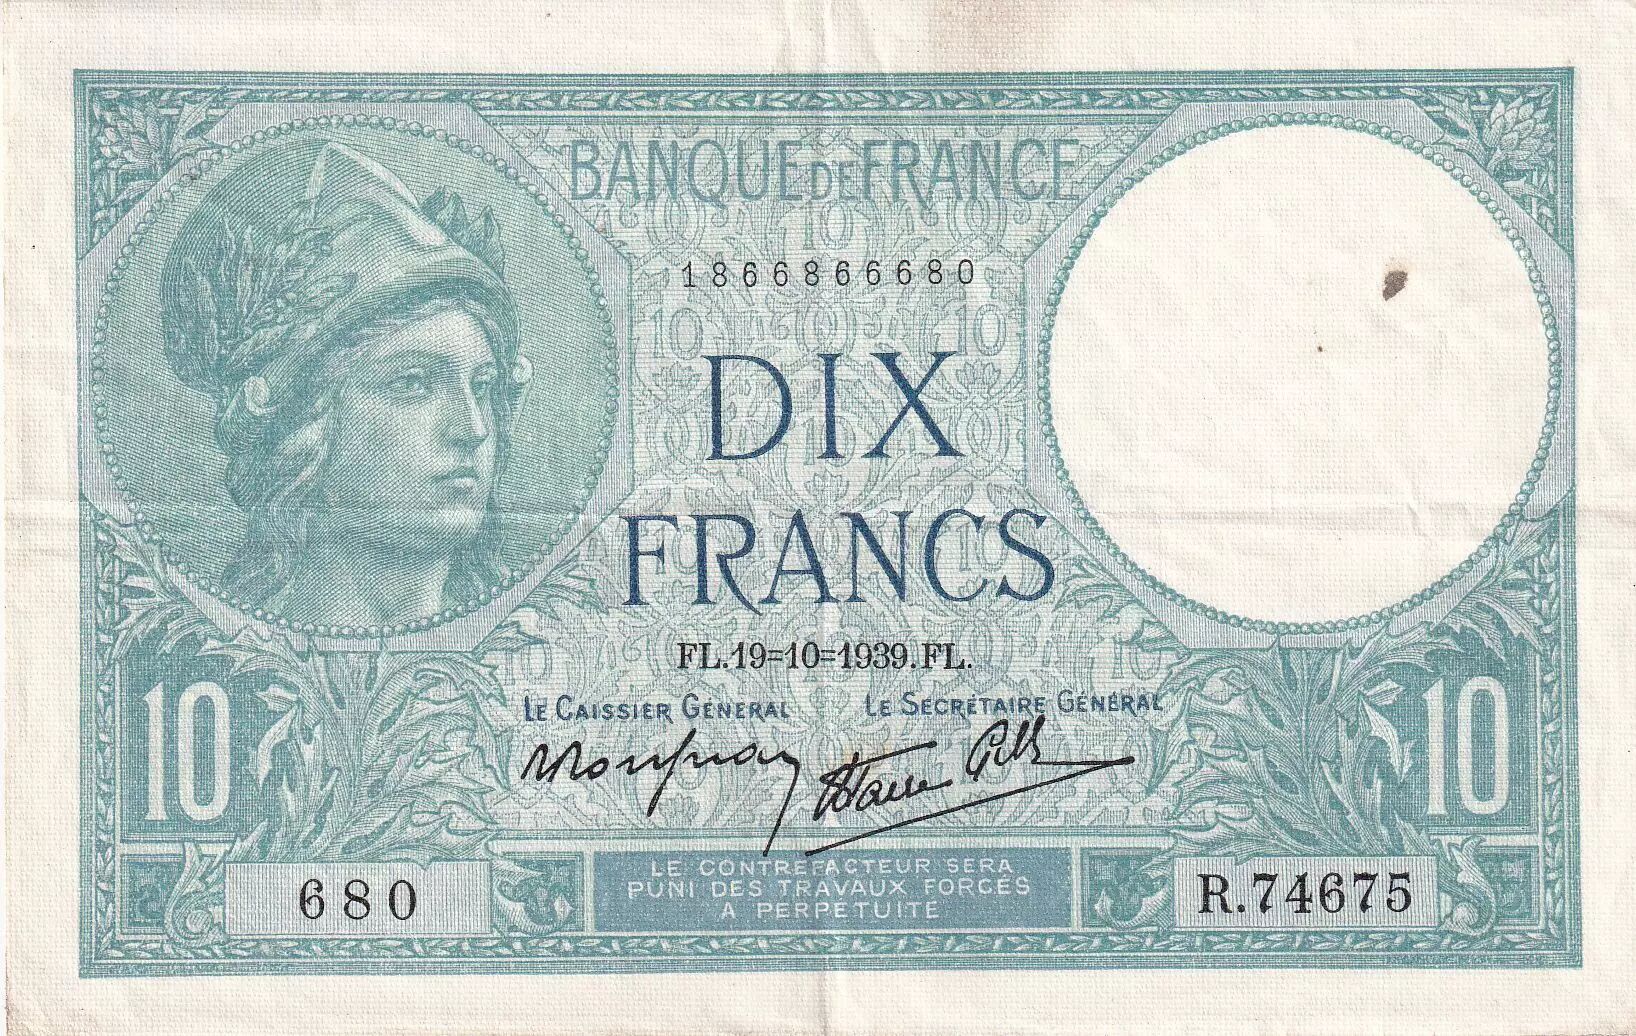 BANQUE DE FRANCE
1866866680
DIX
FRANCS
FL.19=10=1939.FL.
LE CAISSIER GÉNÉRAL
LE SECRÉTAIRE GÉNÉRAL
10
10
LE CONTREFACTEUR SERA
PUNI DES TRAVAUX FORCÉS
A PERPÉTUITÉ
680
R.74675